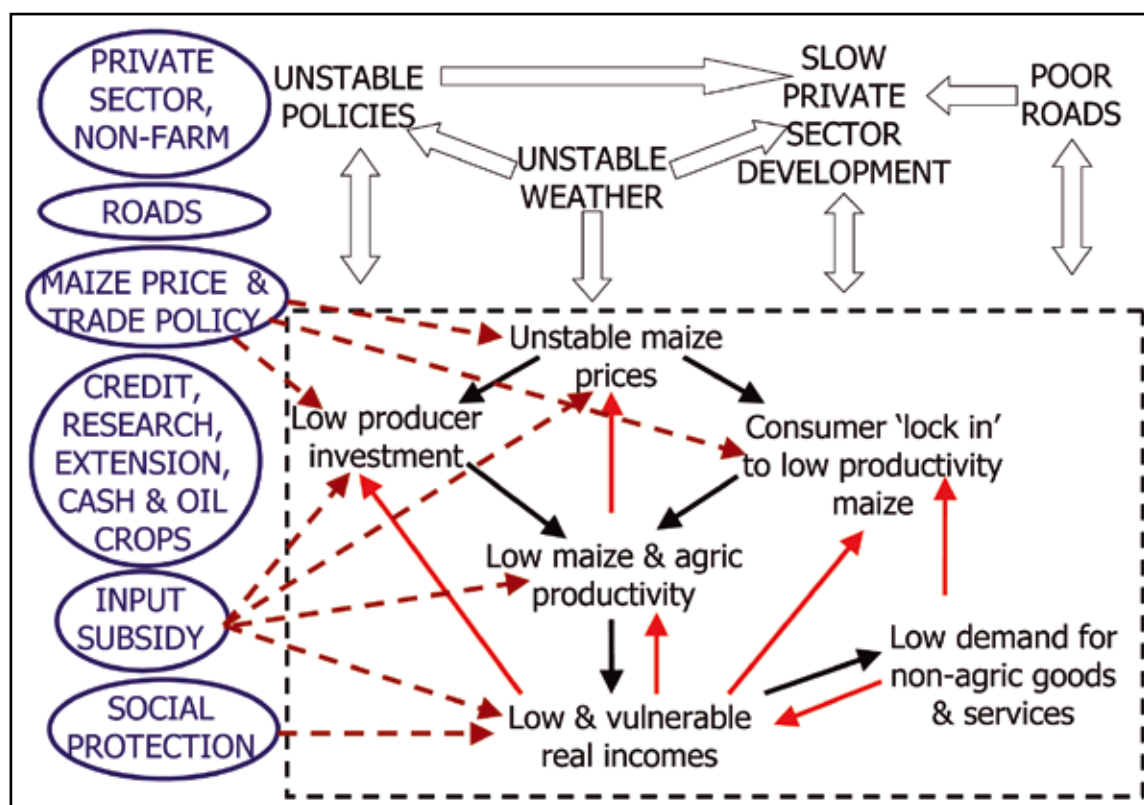 PRIVATE
SECTOR,
NON-FARM
ROADS
MAIZE PRICE &
TRADE POLICY
CREDIT,
RESEARCH,
EXTENSION,
CASH & OIL
CROPS
INPUT
SUBSIDY
SOCIAL
PROTECTION
UNSTABLE
POLICIES
UNSTABLE
WEATHER
SLOW
PRIVATE
SECTOR
DEVELOPMENT
POOR
ROADS
Unstable maize
prices
Low producer
investment
Consumer ‘lock in’
to low productivity
maize
Low maize & agric
productivity
Low demand for
non-agric goods
& services
Low & vulnerable
real incomes